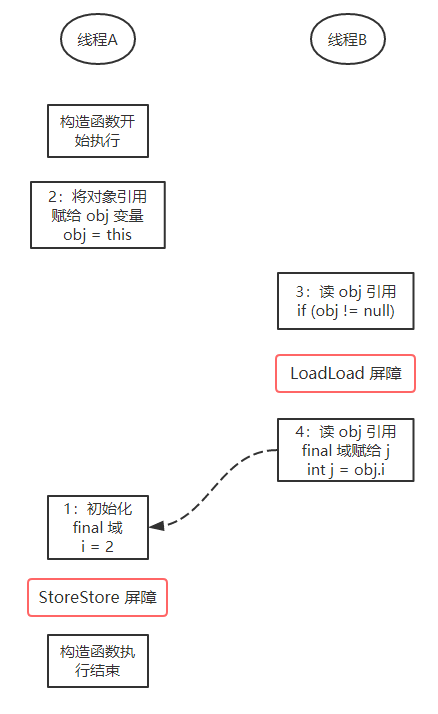 线程A
线程B
构造函数开
始执行
2：将对象引用
赋给 obj 变量
obj = this
3：读 obj 引用
if (obj != null)
LoadLoad 屏障
4：读 obj 引用
final 域赋给 j
int j = obj.i
1：初始化
final 域
i = 2
StoreStore 屏障
构造函数执
行结束